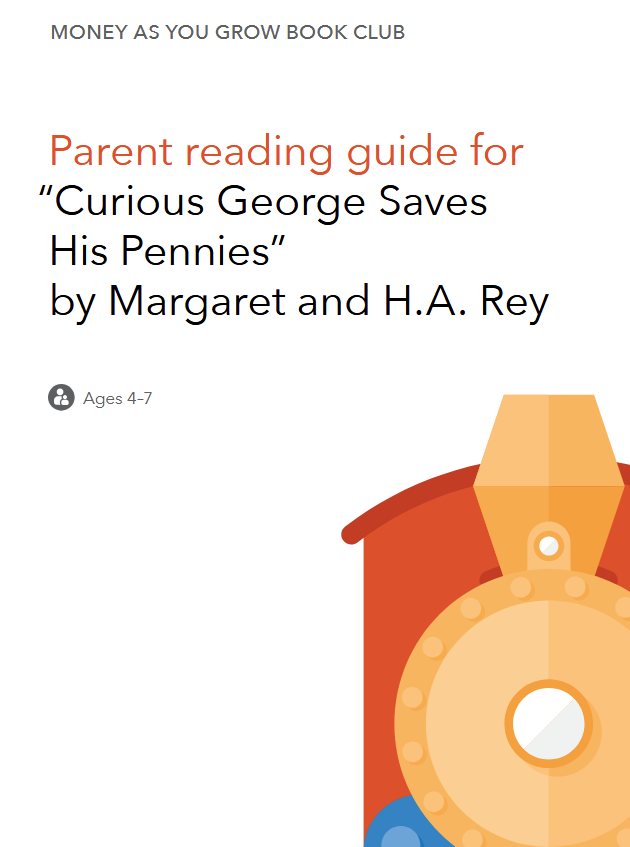 MONEY AS YOU GROW BOOK CLUB
Parent reading guide for
“Curious George Saves
His Pennies”
by Margaret and H.A. Rey
Ages 4–7